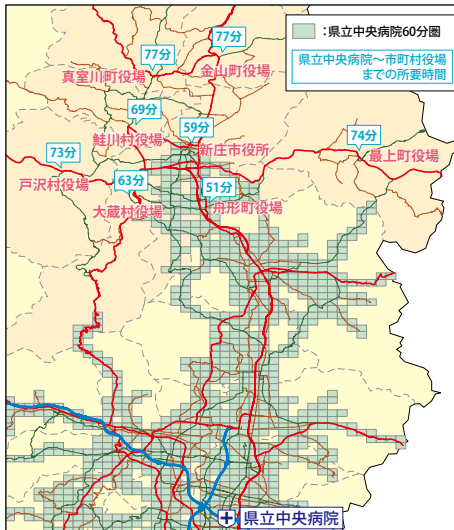 :県立中央病院60分圏
県立中央病院～市町村役場
までの所要時間
77分
77分
真室川町役場
金山町役場
69分
59分
鮭川村役場
新庄市役所
74分
最上町役場
73分
戸沢村役場
63分
51分
大蔵村役場
舟形町役場
県立中央病院